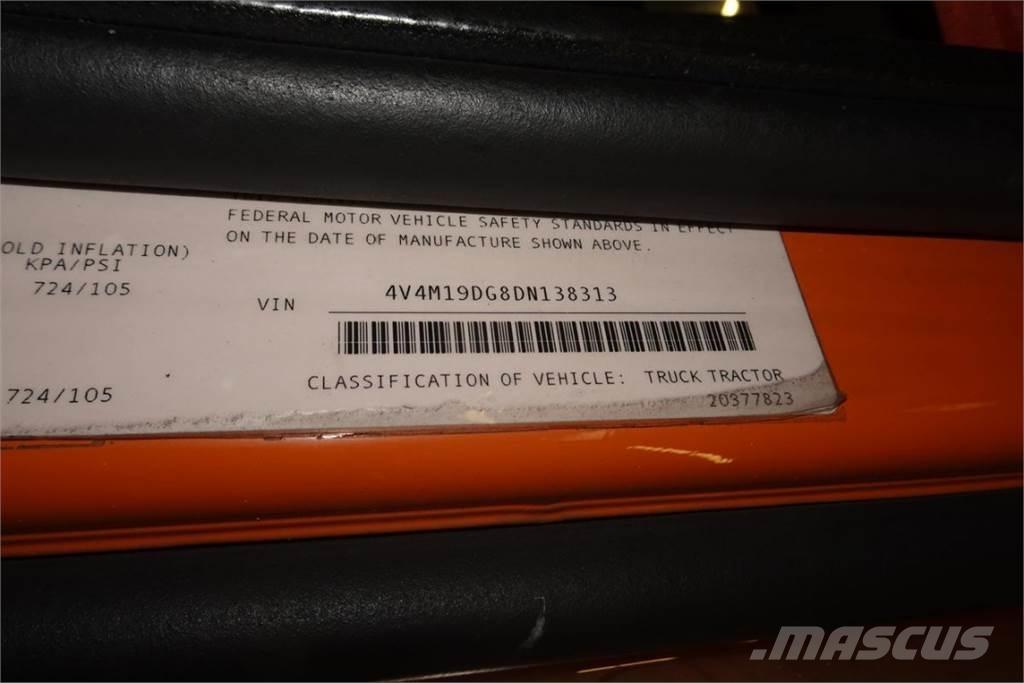 FEDERAL MOTOR VEHICLE SAFETY STANDARDS IN EFFECT
ON THE DATE OF MANUFACTURE SHOWN ABOVE.
OLD INFLATION)
KPA/PSI
724/105
VIN 4V4M19DG8DN138313
724/105
CLASSIFICATION OF VEHICLE: TRUCK TRACTOR
20377823
.MASCUS